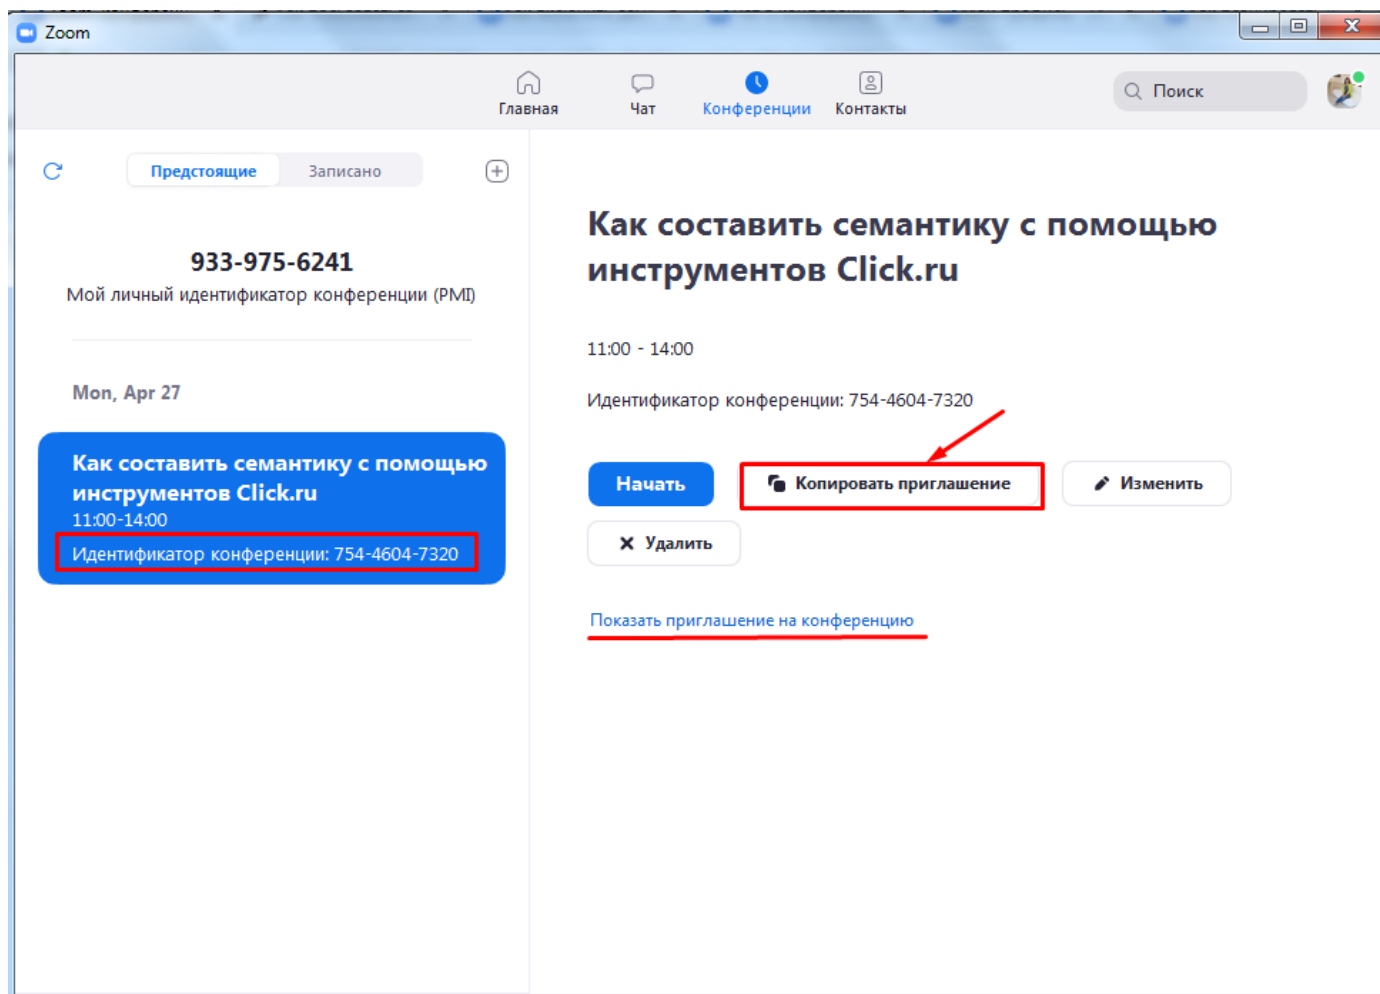 Zoom
Главная
Чат
Конференции
Контакты
Поиск
Предстоящие
Записано
933-975-6241
Мой личный идентификатор конференции (PMI)
Mon, Apr 27
Как составить семантику с помощью
инструментов Click.ru
11:00-14:00
Идентификатор конференции: 754-4604-7320
Как составить семантику с помощью
инструментов Click.ru
11:00 - 14:00
Идентификатор конференции: 754-4604-7320
Начать
Копировать приглашение
Изменить
Удалить
Показать приглашение на конференцию